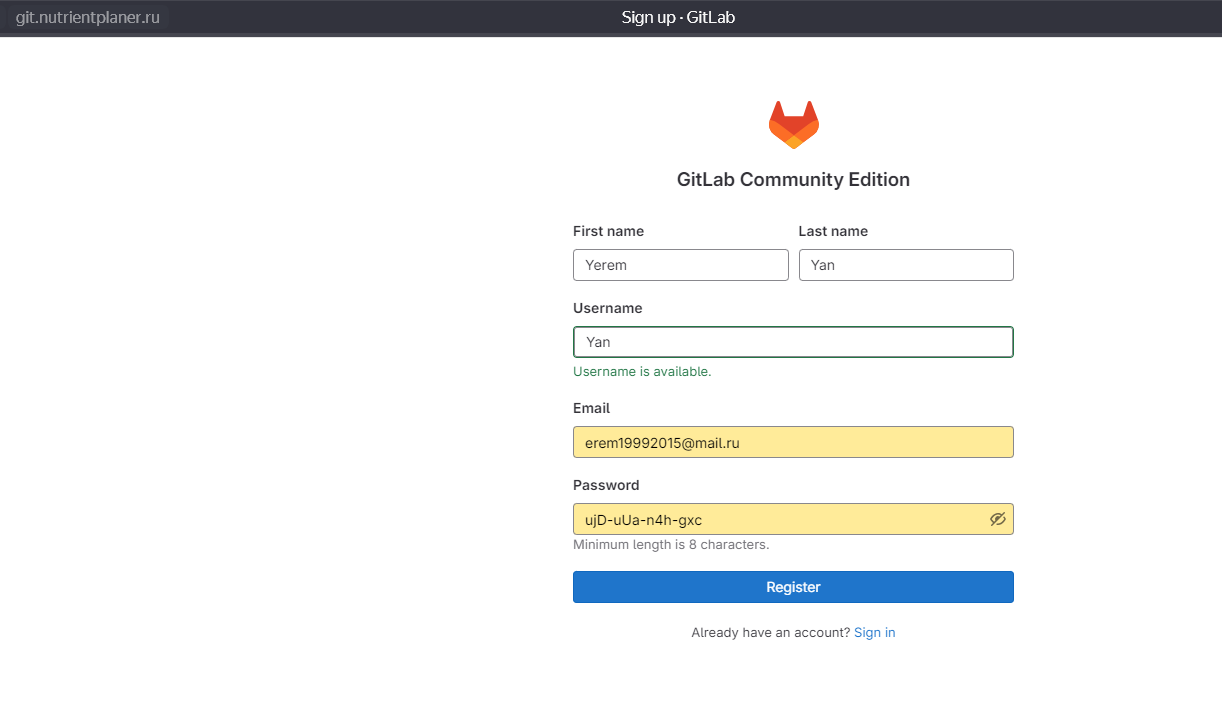 git.nutrientplaner.ru Sign up · GitLab
GitLab Community Edition
First name Last name
Yerem Yan
Username
Yan
Username is available.
Email
erem19992015@mail.ru
Password
ujD-uUa-n4h-gxc
Minimum length is 8 characters.
Register
Already have an account? Sign in